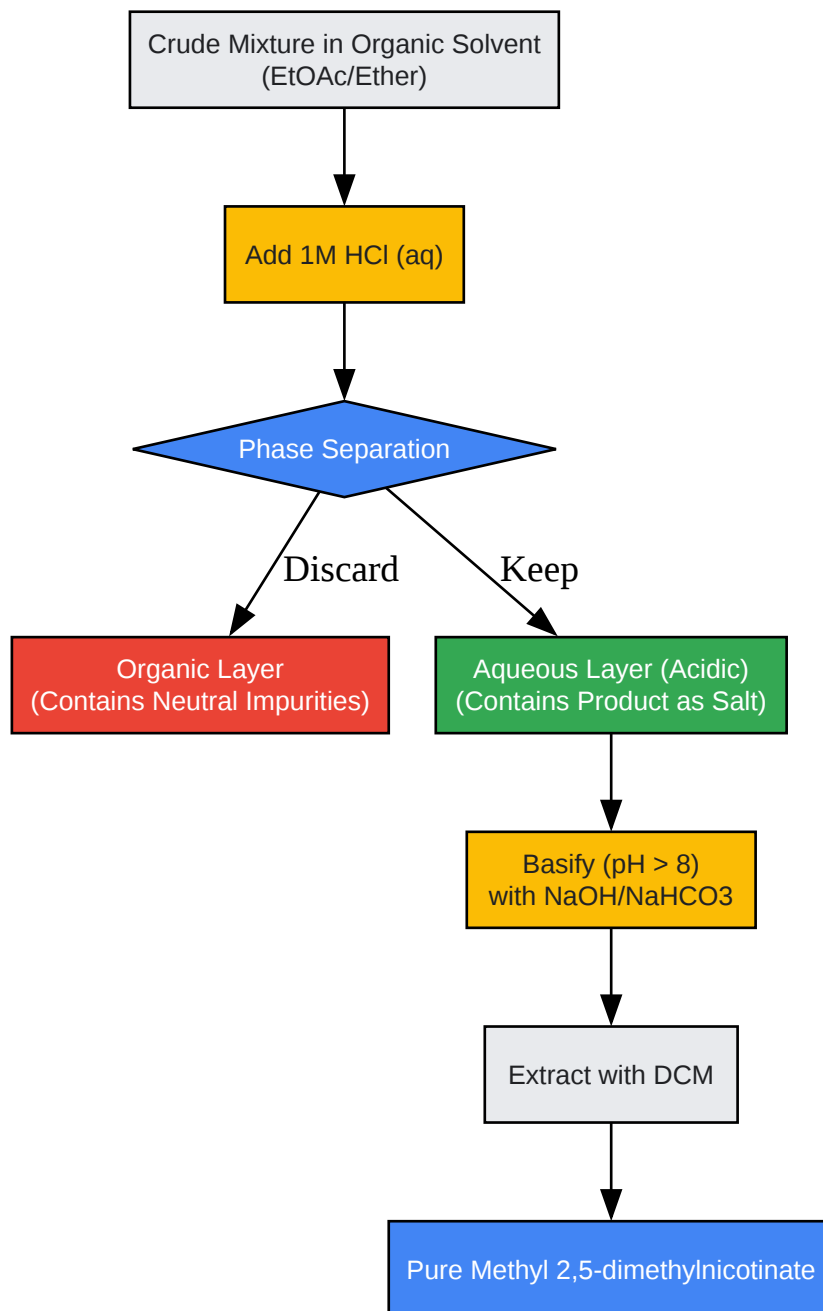 Crude Mixture in Organic Solvent
(EtOAc/Ether)
Add 1M HCl (aq)
Phase Separation
Discard
Keep
Organic Layer
(Contains Neutral Impurities)
Aqueous Layer (Acidic)
(Contains Product as Salt)
Basify (pH > 8)
with NaOH/NaHCO3
Extract with DCM
Pure Methyl 2,5-dimethylnicotinate